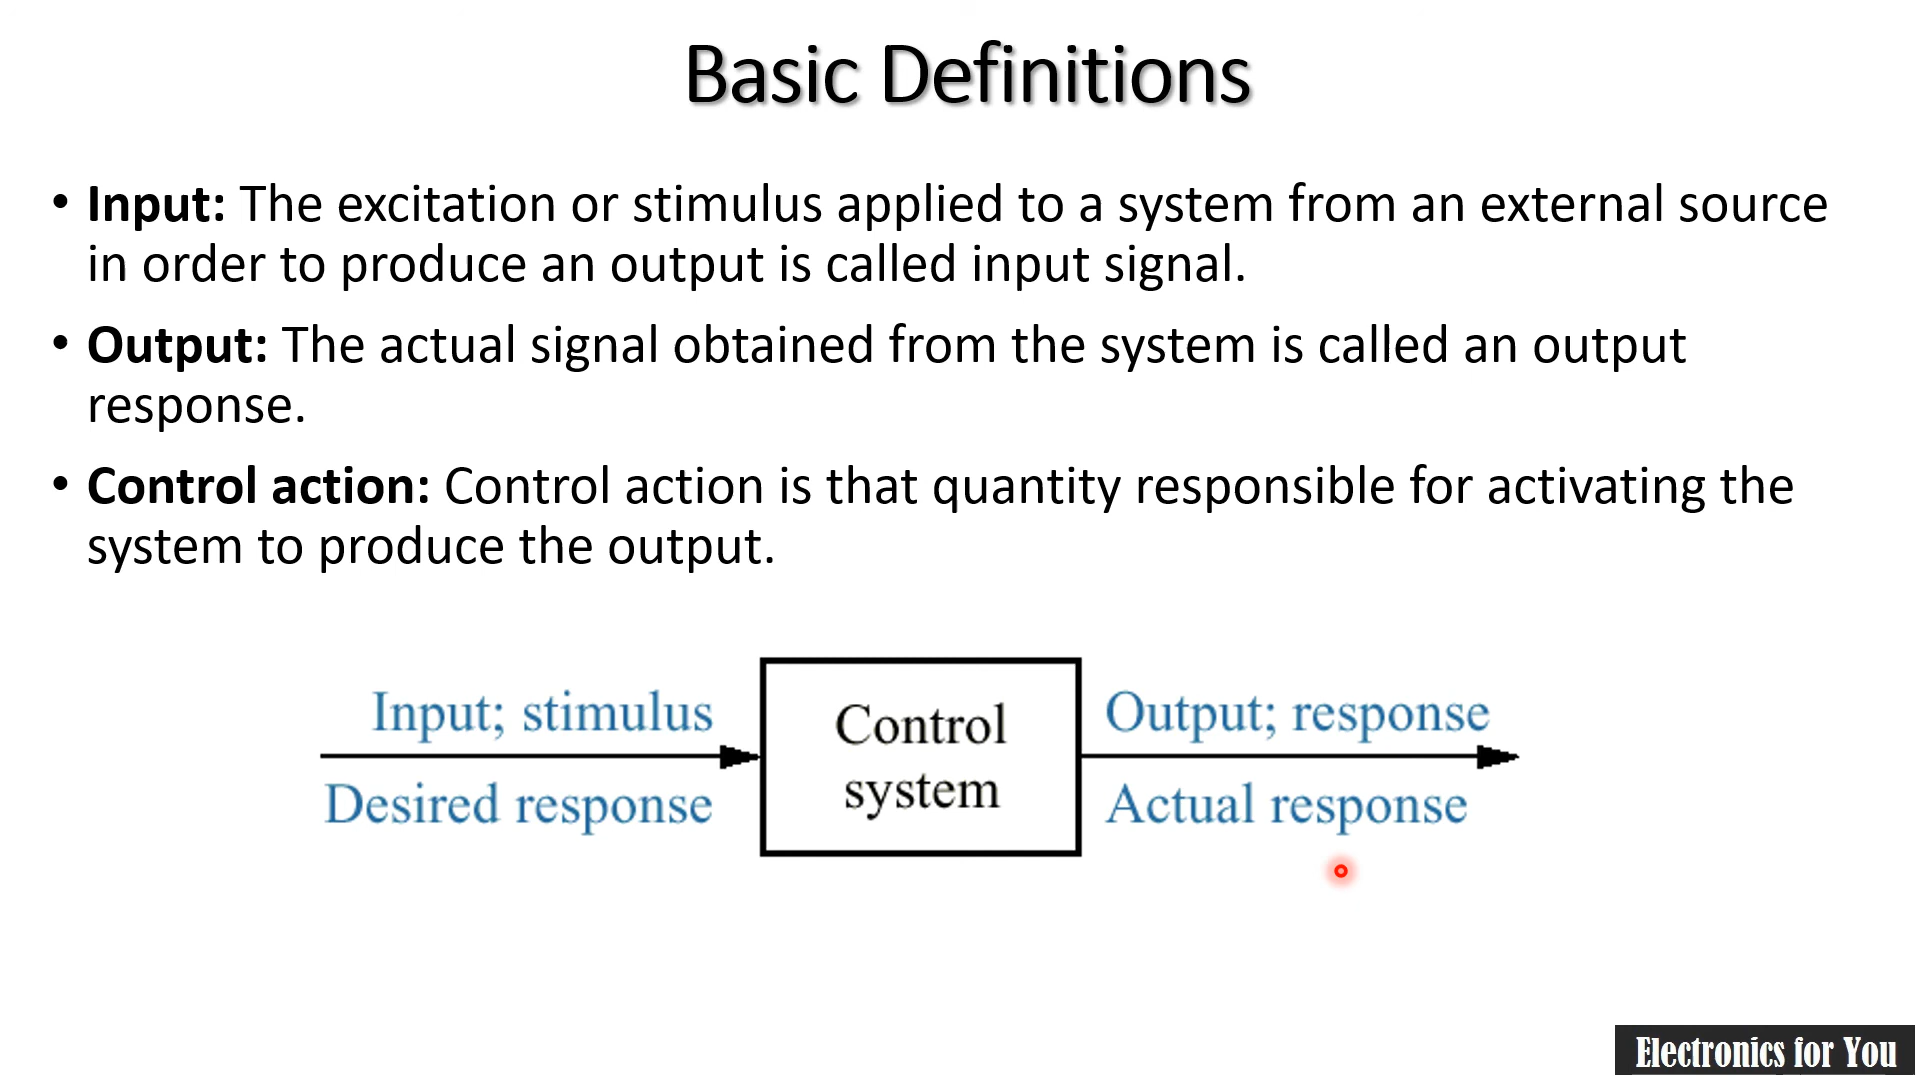 Basic Definitions
• Input: The excitation or stimulus applied to a system from an external source
in order to produce an output is called input signal.
• Output: The actual signal obtained from the system is called an output
response.
• Control action: Control action is that quantity responsible for activating the
system to produce the output.
Input; stimulus
Desired response
Control
system
Output; response
Actual response
Electronics for You